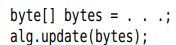 byte[] bytes = . . .;
alg.update(bytes);